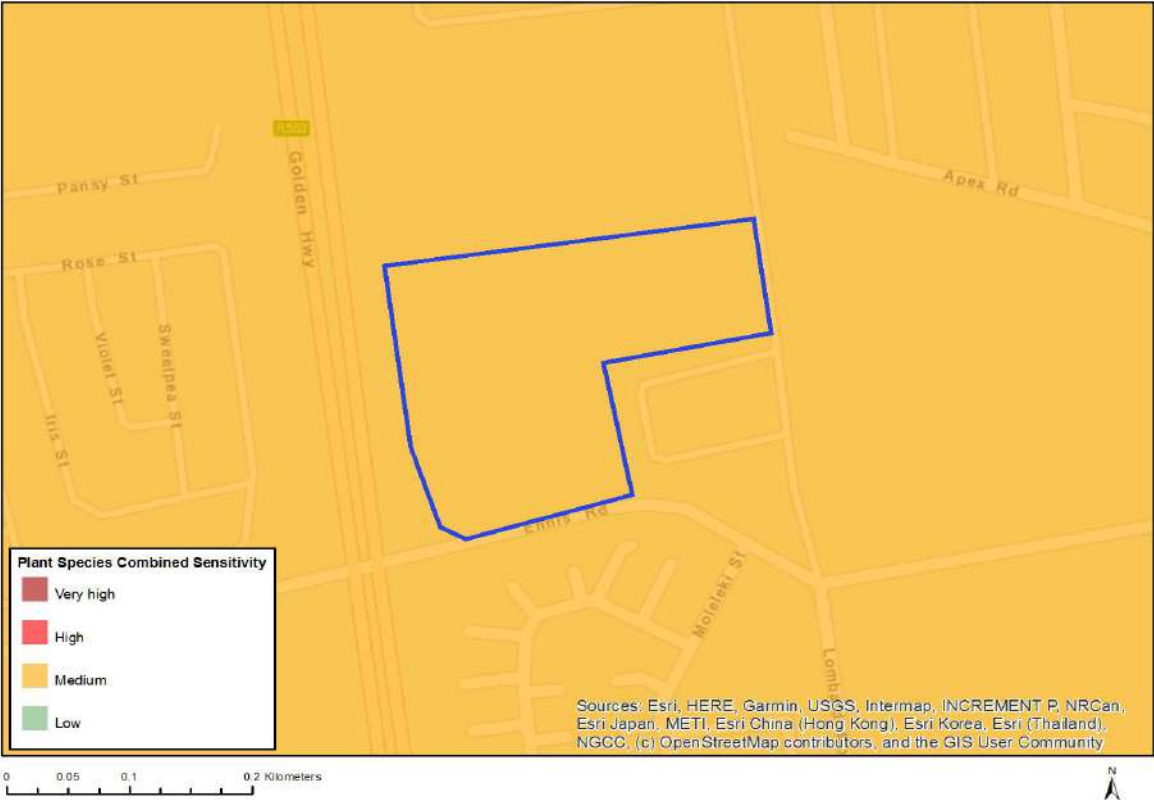 R553
Golden Hwy
Pansy St
Apex Rd
Rose St
Violet St
Sweetpea St
Iris St
Ennis Rd
Moleleki St
Plant Species Combined Sensitivity
Very high
High
Medium
Low
Sources: Esri, HERE, Garmin, USGS, Intermap, INCREMENT P, NRCan,
Esri Japan, METI, Esri China (Hong Kong), Esri Korea, Esri (Thailand),
NGCC, (c) OpenStreetMap contributors, and the GIS User Community
0 0.05 0.1 0.2 Kilometers
N